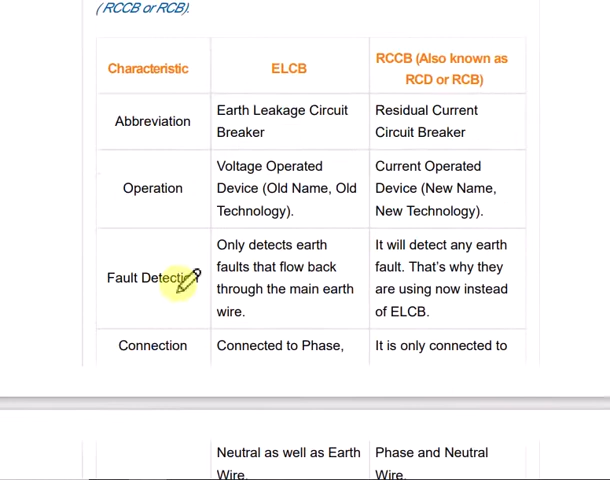 ( RCCB or RCB).
Characteristic
ELCB
RCCB (Also known as
RCD or RCB)
Abbreviation
Earth Leakage Circuit
Breaker
Residual Current
Circuit Breaker
Operation
Voltage Operated
Device (Old Name, Old
Technology).
Current Operated
Device (New Name,
New Technology).
Fault Detection
Only detects earth
faults that flow back
through the main earth
wire.
It will detect any earth
fault. That's why they
are using now instead
of ELCB.
Connection
Connected to Phase,
It is only connected to
Neutral as well as Earth
Wire.
Phase and Neutral
Wire.